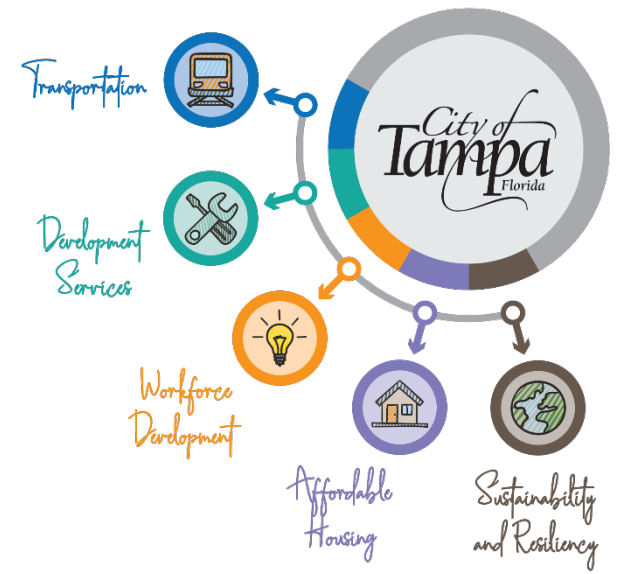 City of
Tampa
Florida
Transportation
Development
Services
Workforce
Development
Affordable
Housing
Sustainability
and Resiliency